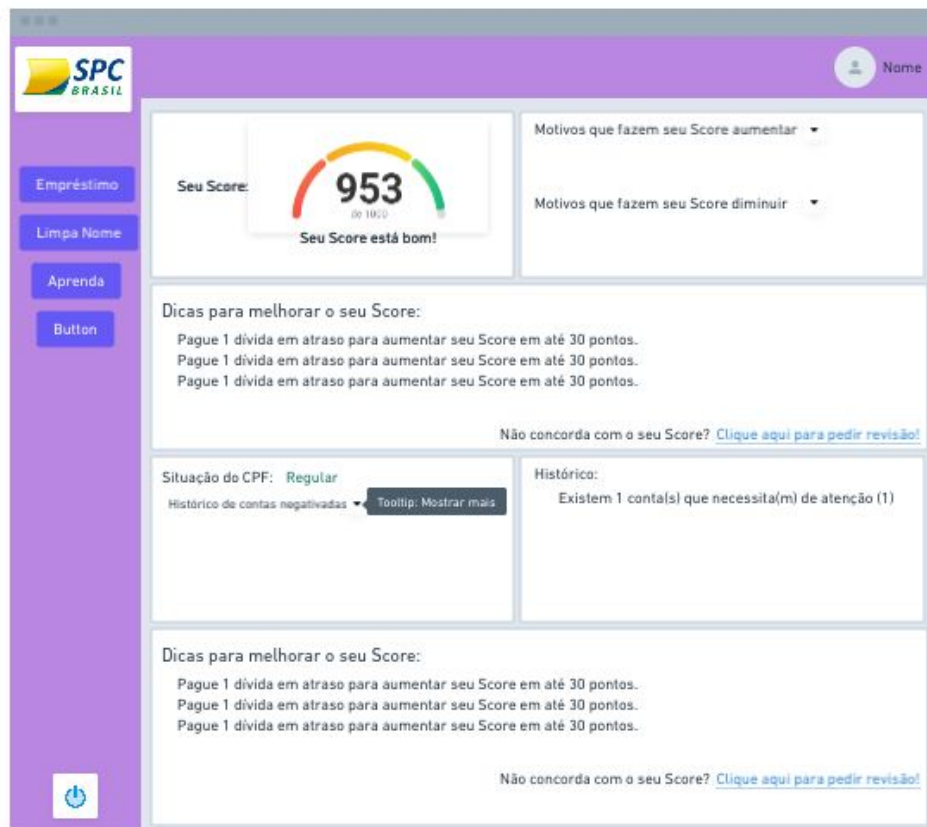 SPC
BRASIL
Nome
Empréstimo
Limpa Nome
Aprenda
Button
Seu Score:
953
de 1000
Seu Score está bom!
Motivos que fazem seu Score aumentar
Motivos que fazem seu Score diminuir
Dicas para melhorar o seu Score:
Pague 1 dívida em atraso para aumentar seu Score em até 30 pontos.
Pague 1 dívida em atraso para aumentar seu Score em até 30 pontos.
Pague 1 dívida em atraso para aumentar seu Score em até 30 pontos.
Não concorda com o seu Score? Clique aqui para pedir revisão!
Situação do CPF: Regular
Histórico de contas negativadas
Tooltip: Mostrar mais
Histórico:
Existem 1 conta(s) que necessita(m) de atenção (1)
Dicas para melhorar o seu Score:
Pague 1 dívida em atraso para aumentar seu Score em até 30 pontos.
Pague 1 dívida em atraso para aumentar seu Score em até 30 pontos.
Pague 1 dívida em atraso para aumentar seu Score em até 30 pontos.
Não concorda com o seu Score? Clique aqui para pedir revisão!